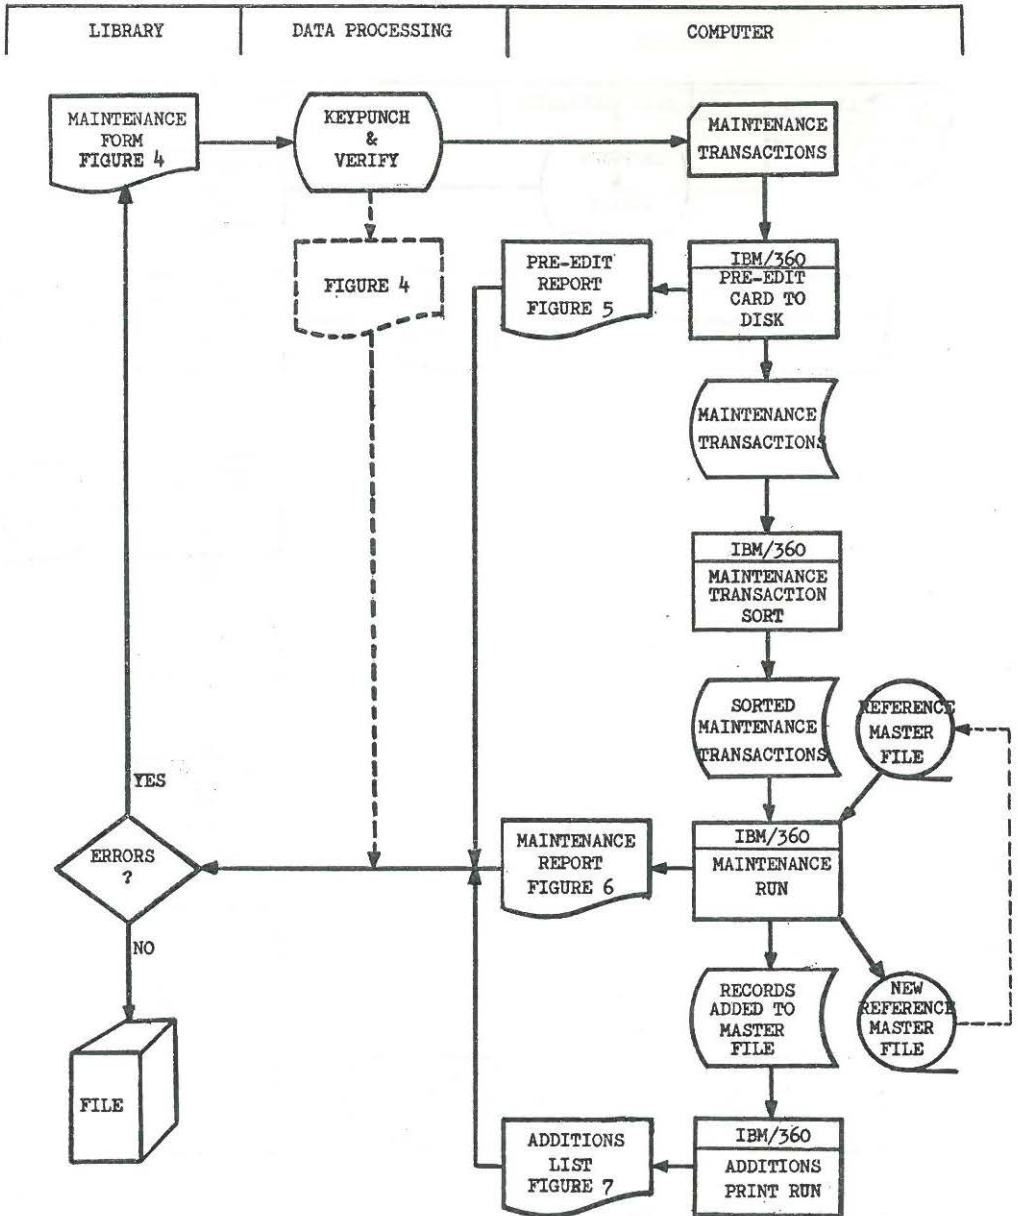 LIBRARY
DATA PROCESSING
COMPUTER
MAINTENANCE
FORM
FIGURE 4
KEYPUNCH
&
VERIFY
MAINTENANCE
TRANSACTIONS
FIGURE 4
PRE-EDIT
REPORT
FIGURE 5
IBM/360
PRE-EDIT
CARD TO
DISK
MAINTENANCE
TRANSACTIONS
IBM/360
MAINTENANCE
TRANSACTION
SORT
SORTED
MAINTENANCE
TRANSACTIONS
REFERENCE
MASTER
FILE
YES
ERRORS
?
MAINTENANCE
REPORT
FIGURE 6
IBM/360
MAINTENANCE
RUN
NO
RECORDS
ADDED TO
MASTER
FILE
NEW
REFERENCE
MASTER
FILE
FILE
ADDITIONS
LIST
FIGURE 7
IBM/360
ADDITIONS
PRINT RUN